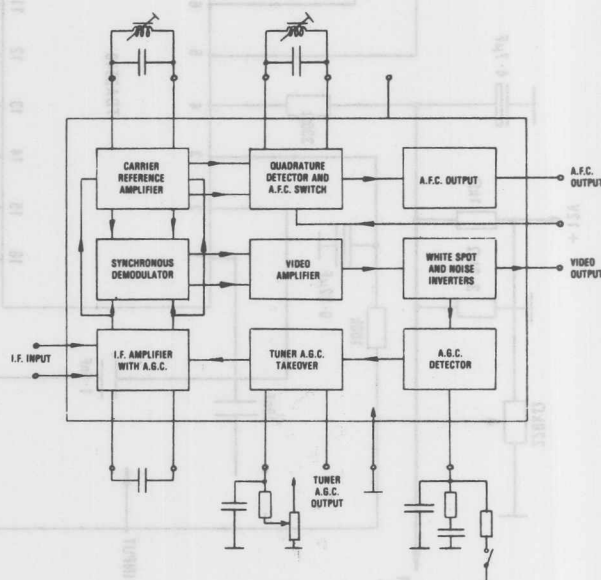 CARRIER
REFERENCE
AMPLIFIER
QUADRATURE
DETECTOR AND
A.F.C. SWITCH
A.F.C. OUTPUT
A.F.C.
OUTPUT
SYNCHRONOUS
DEMODULATOR
VIDEO
AMPLIFIER
WHITE SPOT
AND NOISE
INVERTERS
VIDEO
OUTPUT
I.F. INPUT
I.F. AMPLIFIER
WITH A.G.C.
TUNER A.G.C.
TAKEOVER
A.G.C.
DETECTOR
TUNER
A.G.C.
OUTPUT